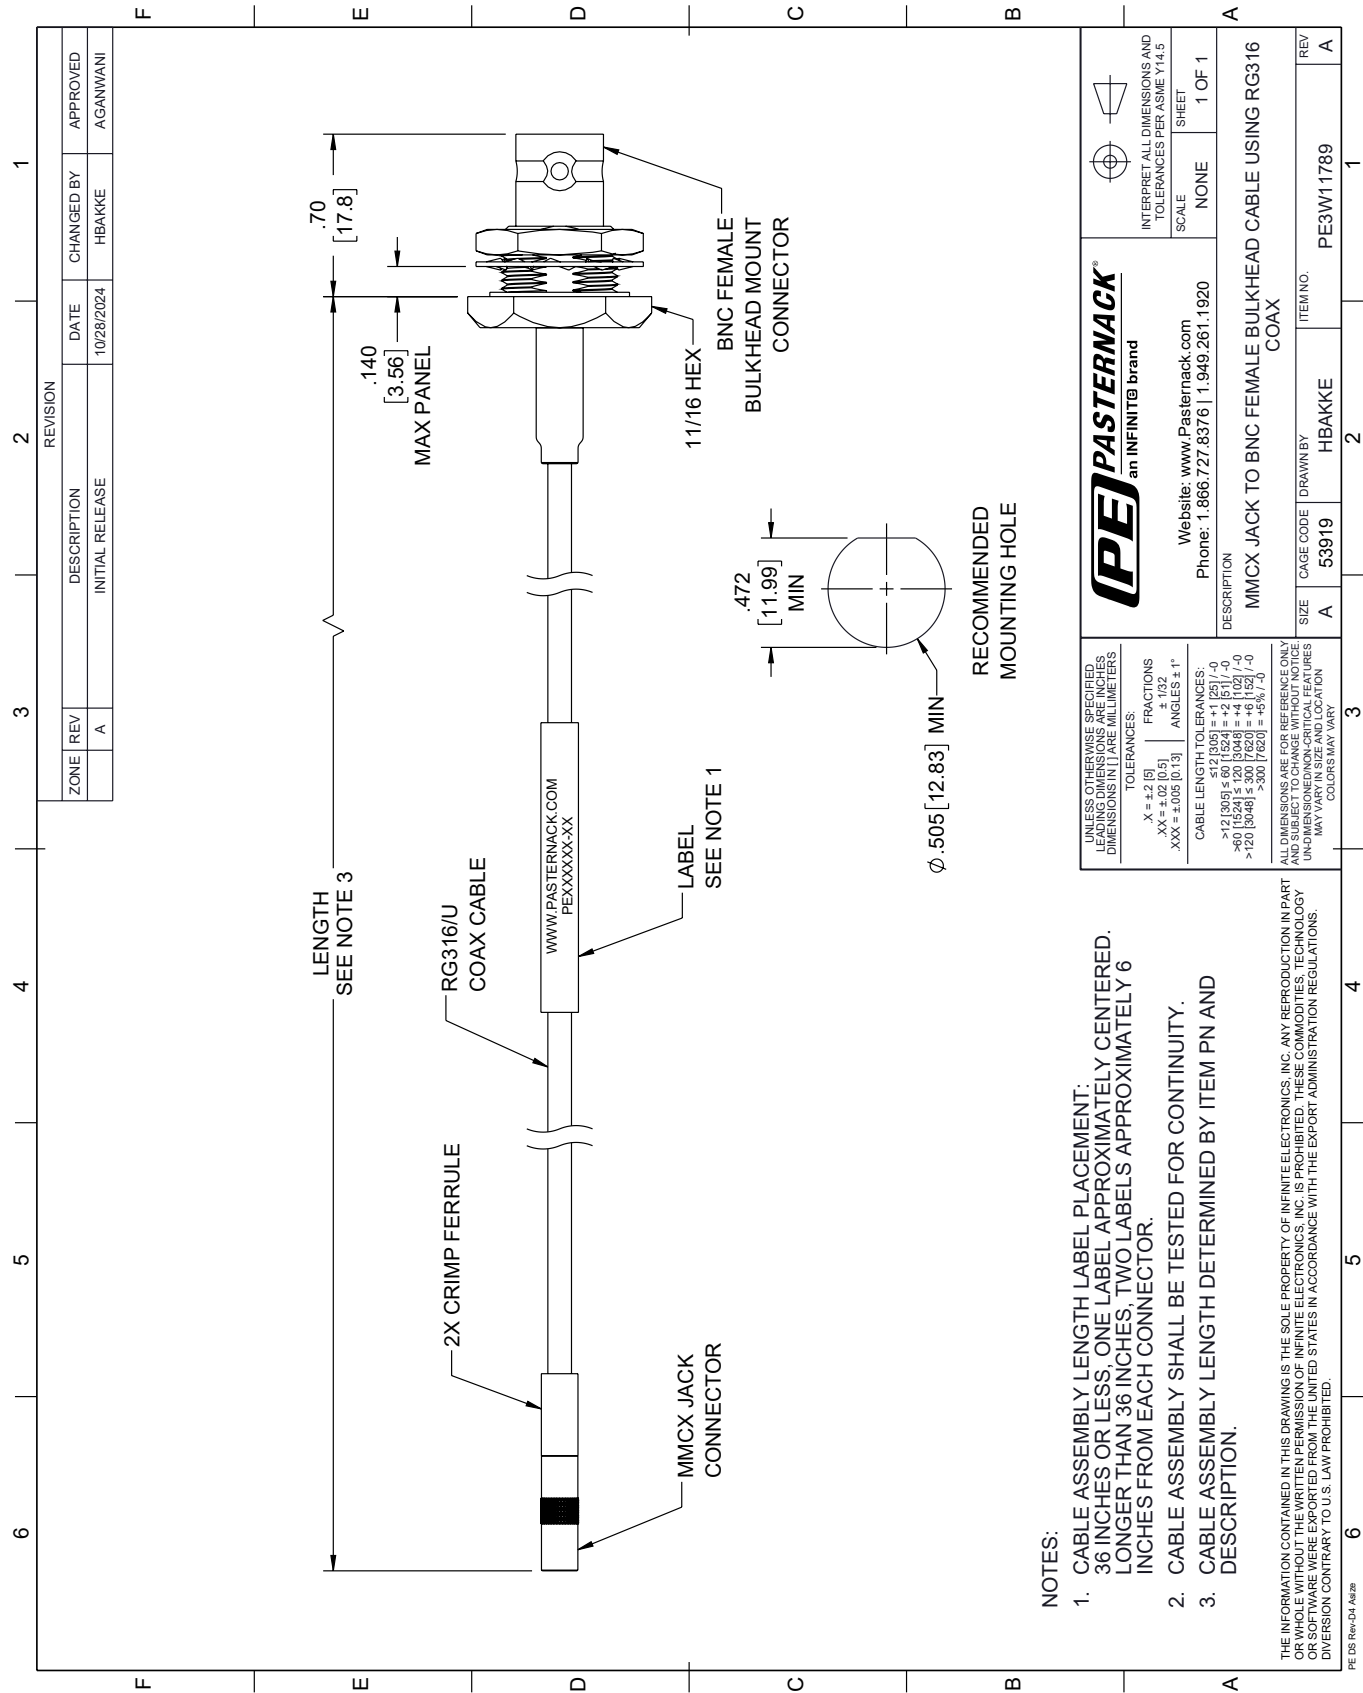 6 5 4 3 2 1
REVISION
ZONE REV DESCRIPTION DATE CHANGED BY APPROVED
A INITIAL RELEASE 10/28/2024 HBAKKE AGANWANI
F
F
E
E
D
D
C
C
B
B
A
A
LENGTH
SEE NOTE 3
.70
[17.8]
.140
[3.56]
MAX PANEL
2X CRIMP FERRULE
RG316/U
COAX CABLE
WWW.PASTERNACK.COM
PEXXXXXX-XX
MMCX JACK
CONNECTOR
LABEL
SEE NOTE 1
11/16 HEX
BNC FEMALE
BULKHEAD MOUNT
CONNECTOR
.472
[11.99]
MIN
Ø.505 [12.83] MIN
RECOMMENDED
MOUNTING HOLE
NOTES:
1. CABLE ASSEMBLY LENGTH LABEL PLACEMENT:
36 INCHES OR LESS, ONE LABEL APPROXIMATELY CENTERED.
LONGER THAN 36 INCHES, TWO LABELS APPROXIMATELY 6
INCHES FROM EACH CONNECTOR.
2. CABLE ASSEMBLY SHALL BE TESTED FOR CONTINUITY.
3. CABLE ASSEMBLY LENGTH DETERMINED BY ITEM PN AND
DESCRIPTION.
THE INFORMATION CONTAINED IN THIS DRAWING IS THE SOLE PROPERTY OF INFINITE ELECTRONICS, INC. ANY REPRODUCTION IN PART
OR WHOLE WITHOUT THE WRITTEN PERMISSION OF INFINITE ELECTRONICS, INC. IS PROHIBITED. THESE COMMODITIES, TECHNOLOGY
OR SOFTWARE WERE EXPORTED FROM THE UNITED STATES IN ACCORDANCE WITH THE EXPORT ADMINISTRATION REGULATIONS.
DIVERSION CONTRARY TO U.S. LAW PROHIBITED.
UNLESS OTHERWISE SPECIFIED
LEADING DIMENSIONS ARE INCHES
DIMENSIONS IN [ ] ARE MILLIMETERS
TOLERANCES:
.X = ±.2 [5] FRACTIONS
.XX = ±.02 [0.5] ± 1/32
.XXX = ±.005 [0.13] ANGLES ± 1°
CABLE LENGTH TOLERANCES:
≤12 [305] = +1 [25] / -0
>12 [305] ≤ 60 [1524] = +2 [51] / -0
>60 [1524] ≤ 120 [3048] = +4 [102] / -0
>120 [3048] ≤ 300 [7620] = +6 [152] / -0
>300 [7620] = +5% / -0
ALL DIMENSIONS ARE FOR REFERENCE ONLY
AND SUBJECT TO CHANGE WITHOUT NOTICE.
UN-DIMENSIONED/NON-CRITICAL FEATURES
MAY VARY IN SIZE AND LOCATION
COLORS MAY VARY
PE PASTERNACK®
an INFINIT@ brand
Website: www.Pasternack.com
Phone: 1.866.727.8376 | 1.949.261.1920
INTERPRET ALL DIMENSIONS AND
TOLERANCES PER ASME Y14.5
SCALE SHEET
NONE 1 OF 1
DESCRIPTION
MMCX JACK TO BNC FEMALE BULKHEAD CABLE USING RG316
COAX
SIZE CAGE CODE DRAWN BY ITEM NO. REV
A 53919 HBAKKE PE3W11789 A
6 5 4 3 2 1
PE DS Rev-D4 Asize